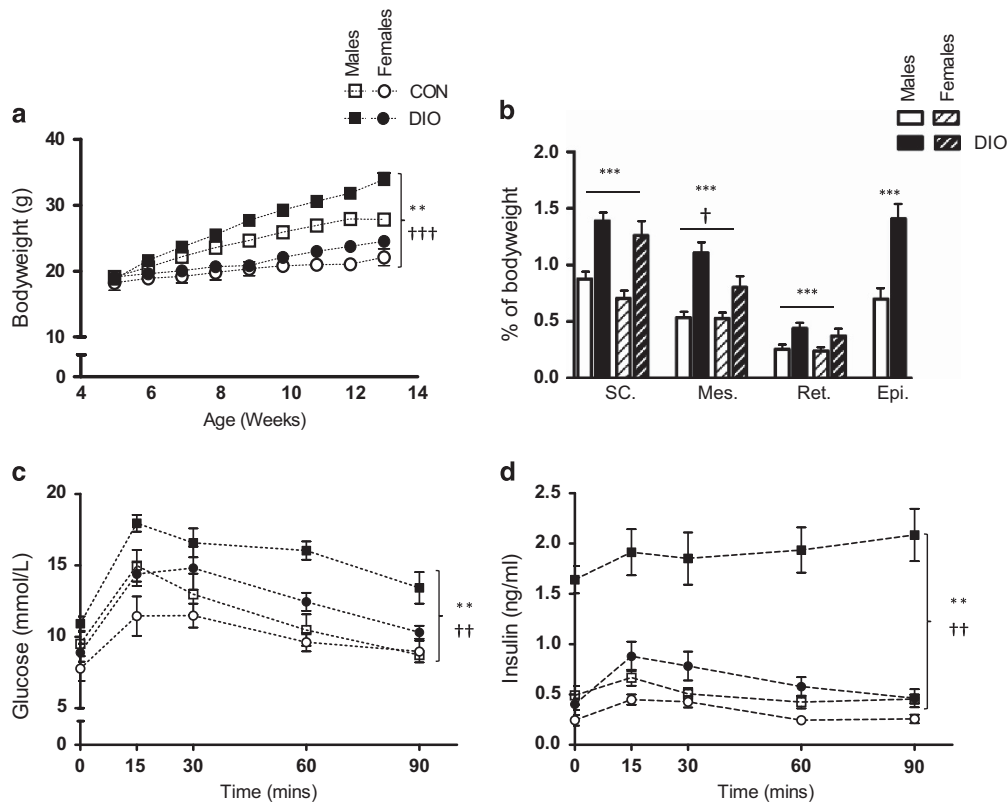 a
Males
Females
CON
DIO
Bodyweight (g)
40
30
20
10
0
4
6
8
10
12
14
Age (Weeks)
**
†††
b
Males
Females
DIO
% of bodyweight
2.0
1.5
1.0
0.5
0.0
***
***
†
***
***
SC.
Mes.
Ret.
Epi.
c
Glucose (mmol/L)
20
15
10
5
0
0
15
30
60
90
Time (mins)
**
††
d
Insulin (ng/ml)
2.5
2.0
1.5
1.0
0.5
0.0
0
15
30
60
90
Time (mins)
**
††